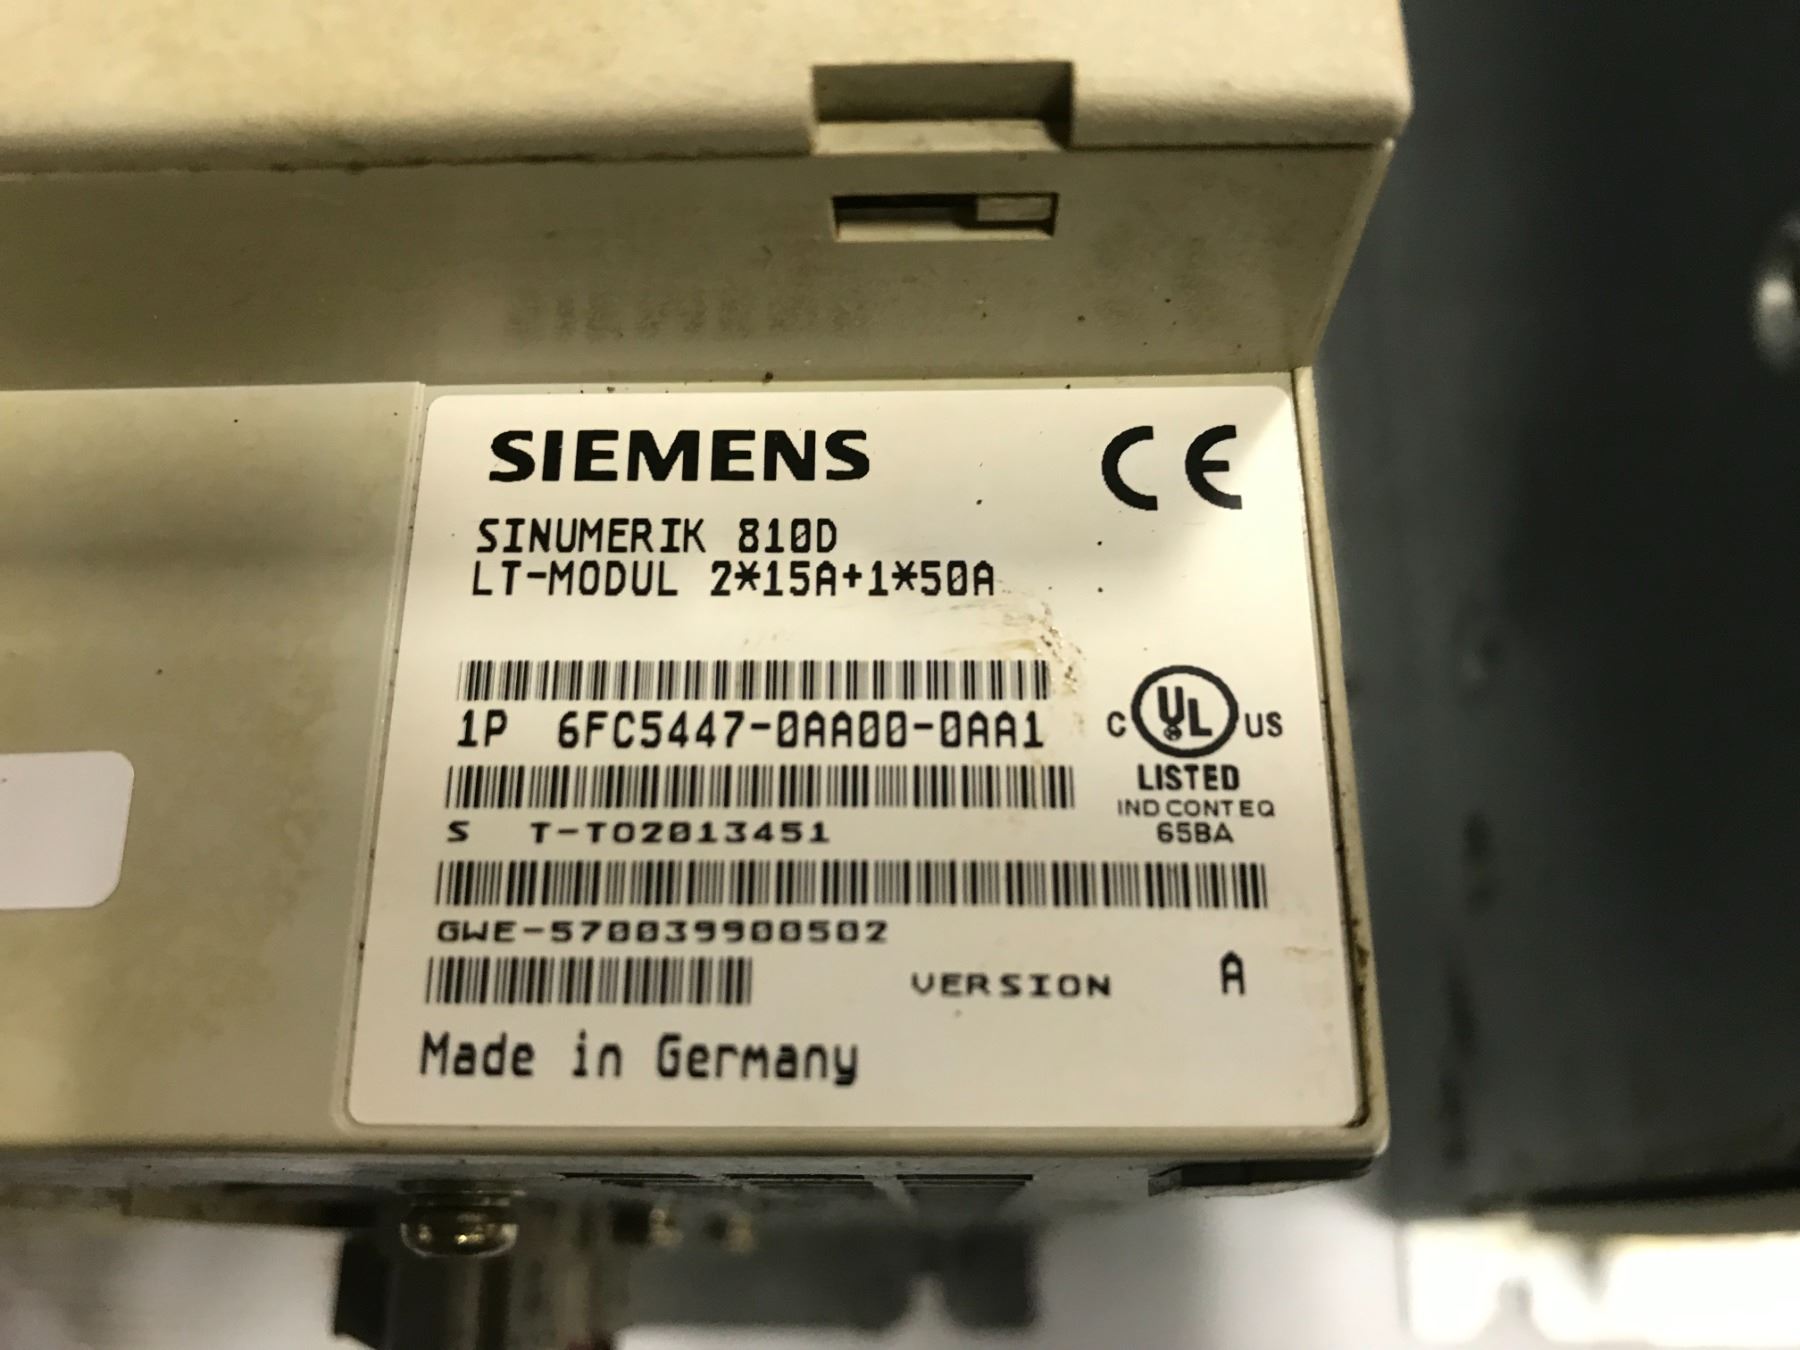 SIEMENS
CE
SINUMERIK 810D
LT-MODUL 2*15A+1*50A
1P 6FC5447-0AA00-0AA1
C UL US
LISTED
IND CONT EQ
65BA
S T-TO2013451
GWE-570039900502
VERSION A
Made in Germany